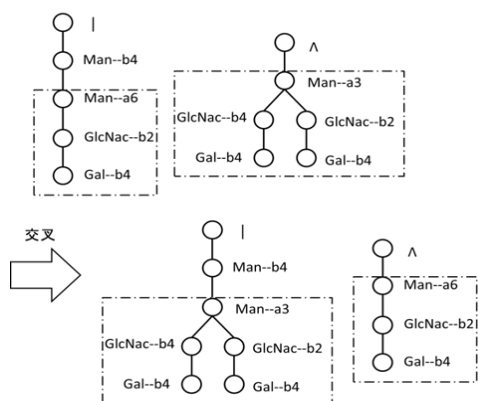 |
Man--b4
Man--a6
GlcNac--b2
Gal--b4
Λ
Man--a3
GlcNac--b4
GlcNac--b2
Gal--b4
Gal--b4
交叉
|
Man--b4
Man--a3
GlcNac--b4
GlcNac--b2
Gal--b4
Gal--b4
Λ
Man--a6
GlcNac--b2
Gal--b4